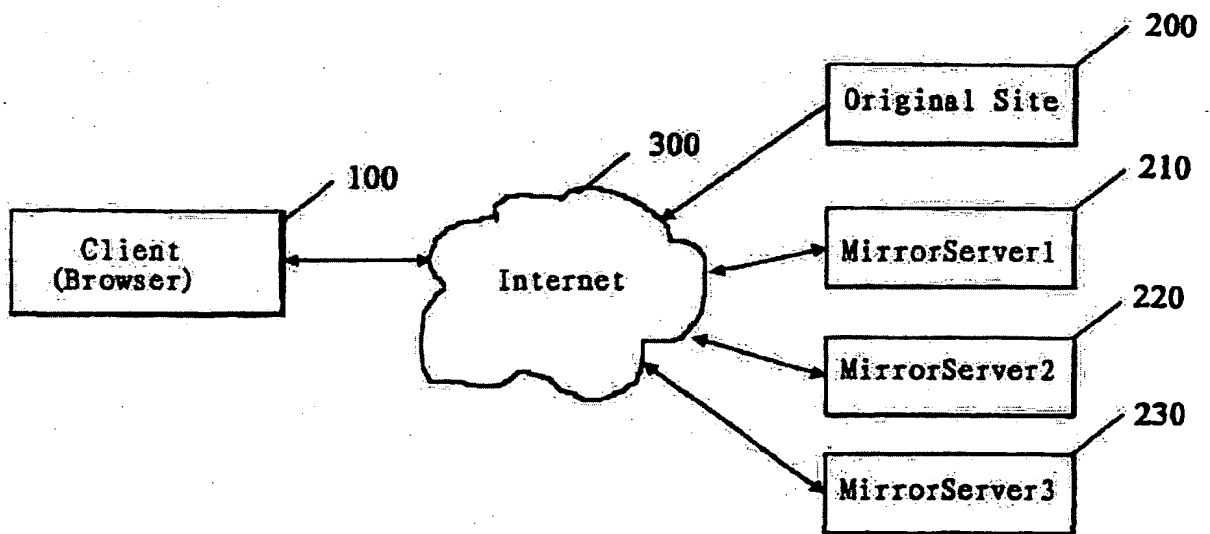 200
Original Site
300
210
100
MirrorServer1
Client
(Browser)
Internet
220
MirrorServer2
230
MirrorServer3